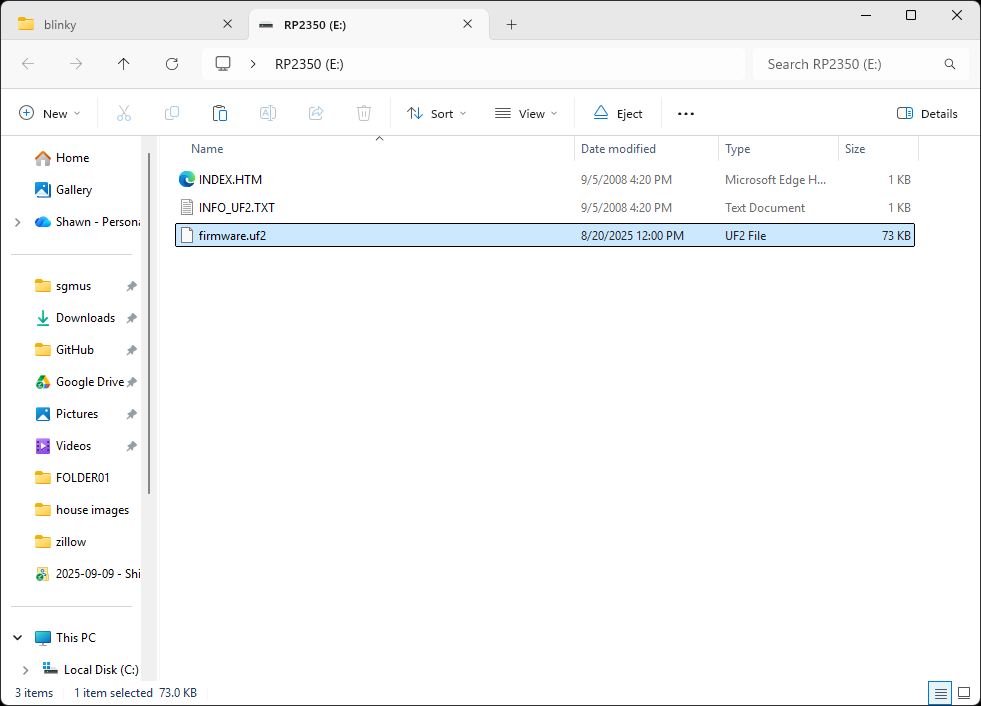 blinky
RP2350 (E:)
RP2350 (E:)
Search RP2350 (E:)
New
Sort
View
Eject
Details
Name Date modified Type Size
INDEX.HTM 9/5/2008 4:20 PM Microsoft Edge H... 1 KB
INFO_UF2.TXT 9/5/2008 4:20 PM Text Document 1 KB
firmware.uf2 8/20/2025 12:00 PM UF2 File 73 KB
Home
Gallery
Shawn - Persona
sgmus
Downloads
GitHub
Google Drive
Pictures
Videos
FOLDER01
house images
zillow
2025-09-09 - Shi
This PC
Local Disk (C:)
3 items 1 item selected 73.0 KB